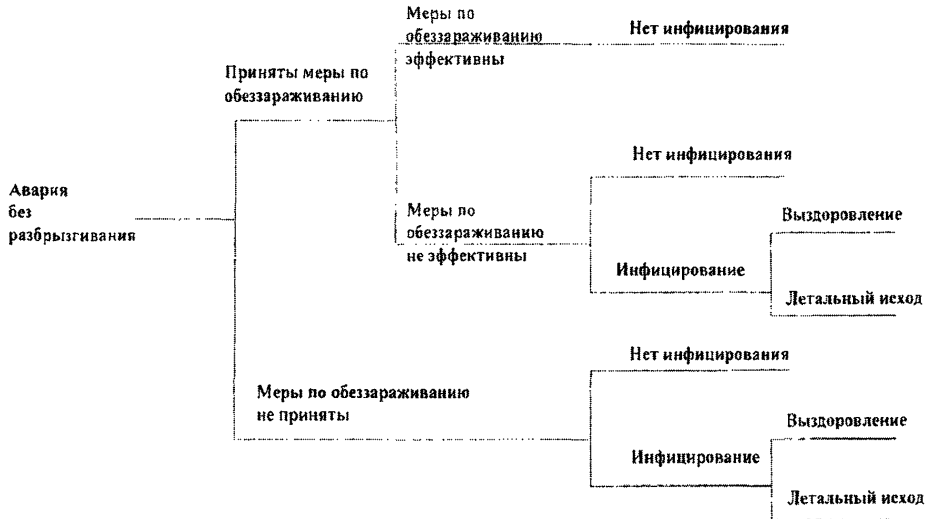 Меры по
обеззараживанию
эффективны
Нет инфицирования
Приняты меры по
обеззараживанию
Нет инфицирования
Авария
без
разбрызгивания
Меры по
обеззараживанию
не эффективны
Выздоровление
Инфицирование
Летальный исход
Нет инфицирования
Меры по обеззараживанию
не приняты
Выздоровление
Инфицирование
Летальный исход